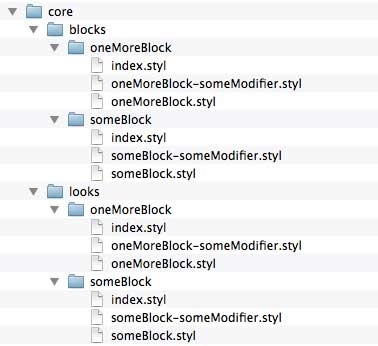 core
blocks
oneMoreBlock
index.styl
oneMoreBlock-someModifier.styl
oneMoreBlock.styl
someBlock
index.styl
someBlock-someModifier.styl
someBlock.styl
looks
oneMoreBlock
index.styl
oneMoreBlock-someModifier.styl
oneMoreBlock.styl
someBlock
index.styl
someBlock-someModifier.styl
someBlock.styl